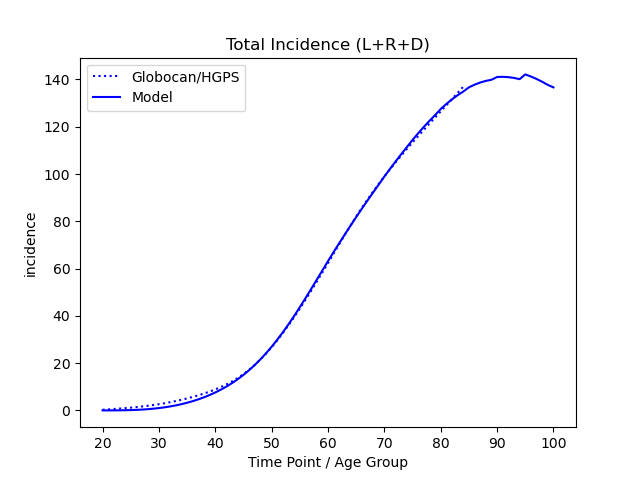 Total Incidence (L+R+D)
Globocan/HGPS
Model
incidence
140
120
100
80
60
40
20
0
20 30 40 50 60 70 80 90 100
Time Point / Age Group